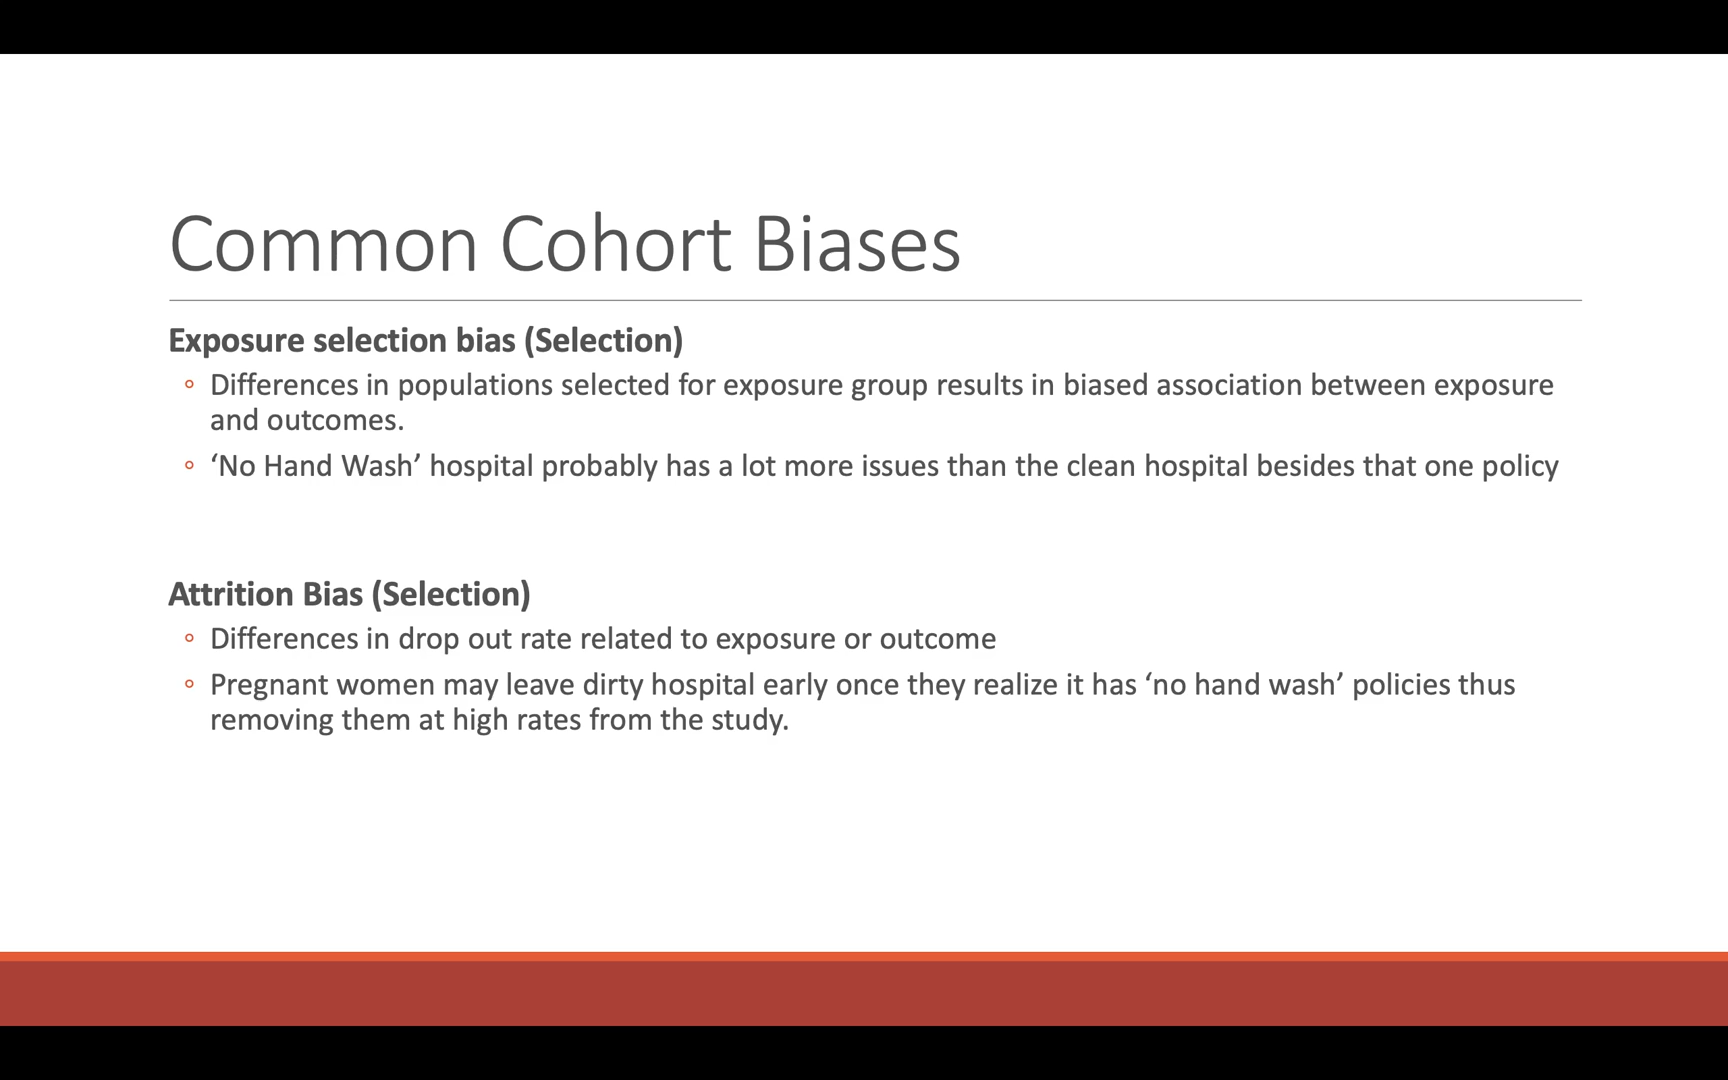 Common Cohort Biases
Exposure selection bias (Selection)
◦ Differences in populations selected for exposure group results in biased association between exposure
and outcomes.
◦ ‘No Hand Wash’ hospital probably has a lot more issues than the clean hospital besides that one policy
Attrition Bias (Selection)
◦ Differences in drop out rate related to exposure or outcome
◦ Pregnant women may leave dirty hospital early once they realize it has ‘no hand wash’ policies thus
removing them at high rates from the study.